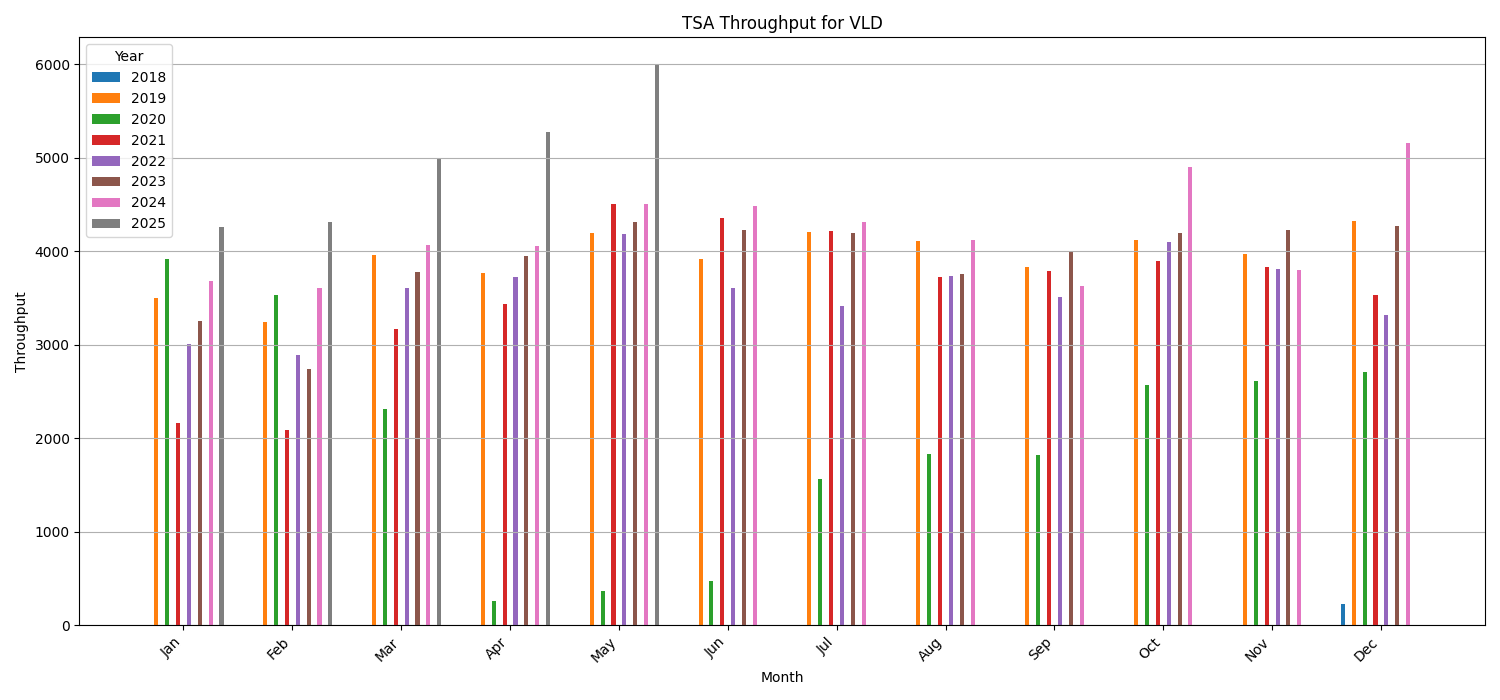 TSA Throughput for VLD
Year
2018
2019
2020
2021
2022
2023
2024
2025
Throughput
6000
5000
4000
3000
2000
1000
0
Jan
Feb
Mar
Apr
May
Jun
Jul
Aug
Sep
Oct
Nov
Dec
Month